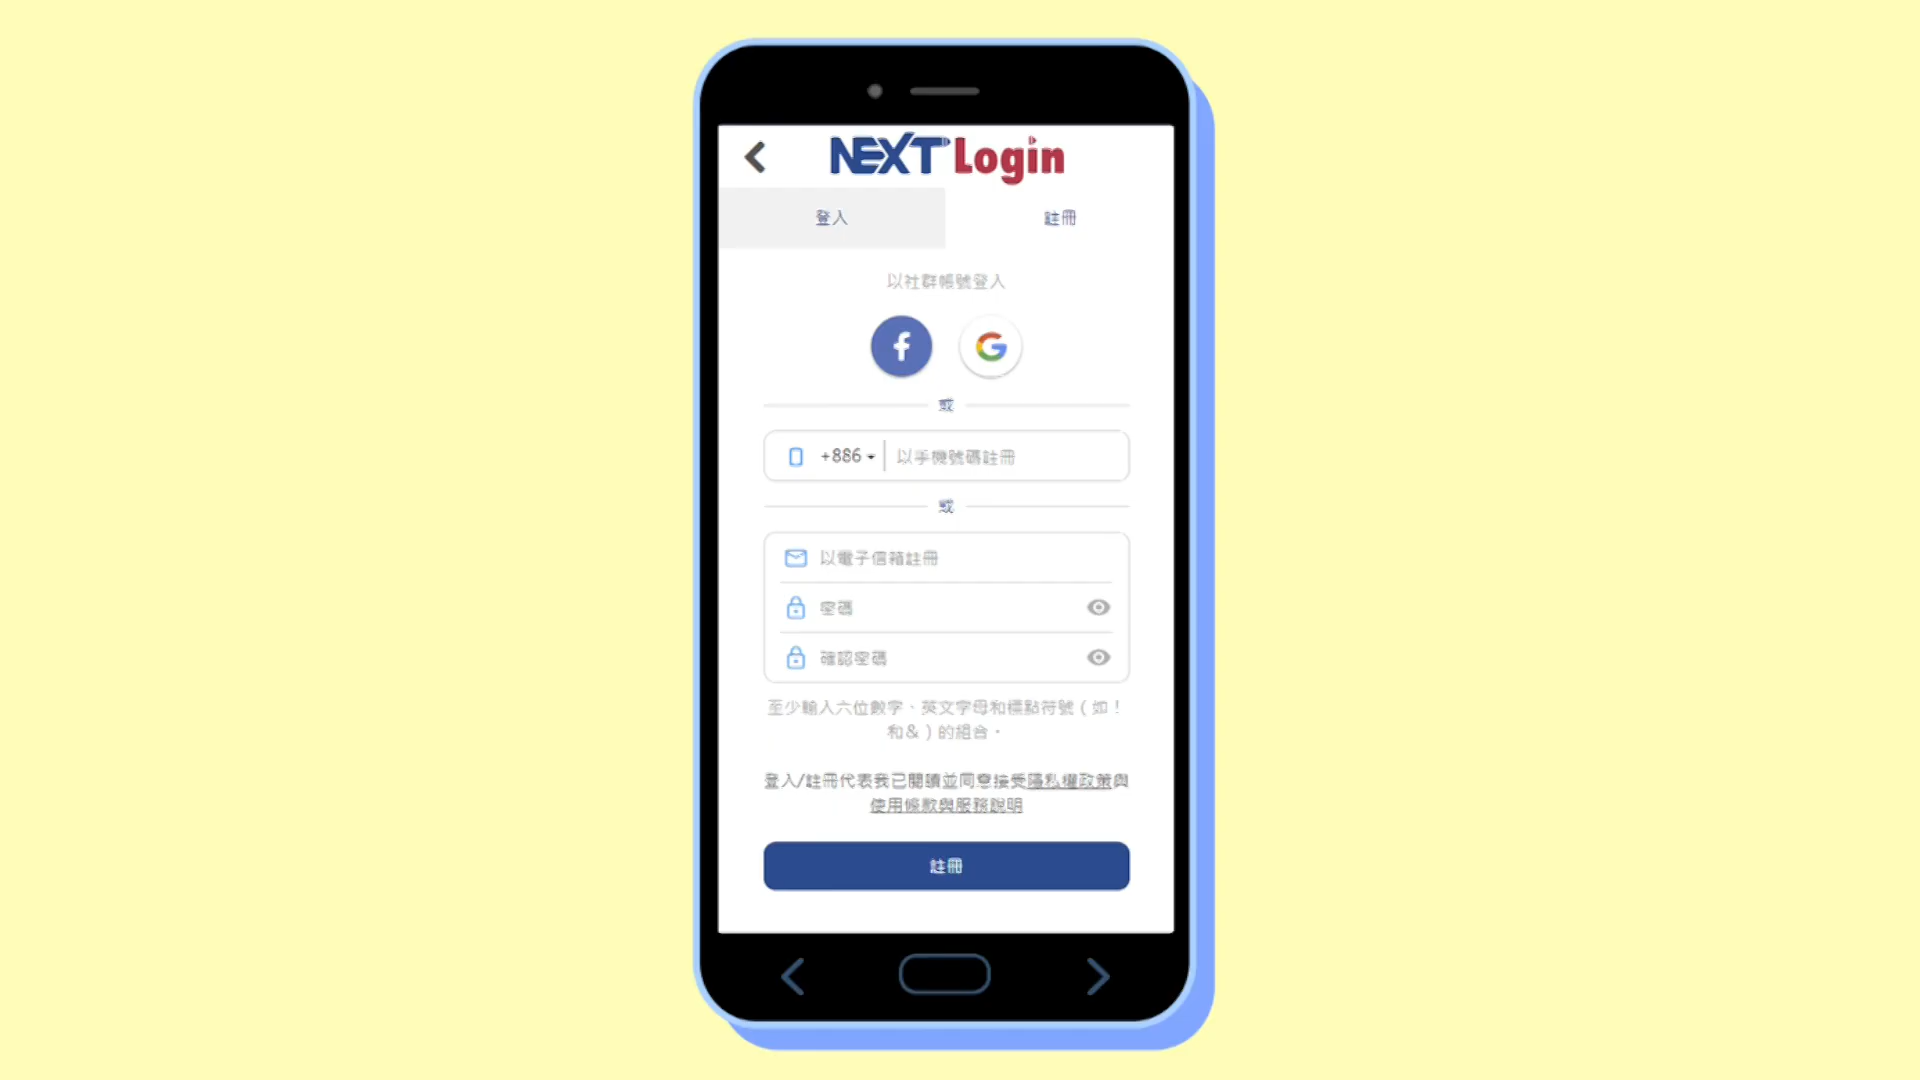 NEXT Login
登入
註冊
以社群帳號登入
或
+886
以手機號碼註冊
或
以電子信箱註冊
密碼
確認密碼
至少輸入六位數字、英文字母和標點符號(如!
和&)的組合。
登入/註冊代表我已閱讀並同意接受隱私權政策與
使用條款與服務說明
註冊